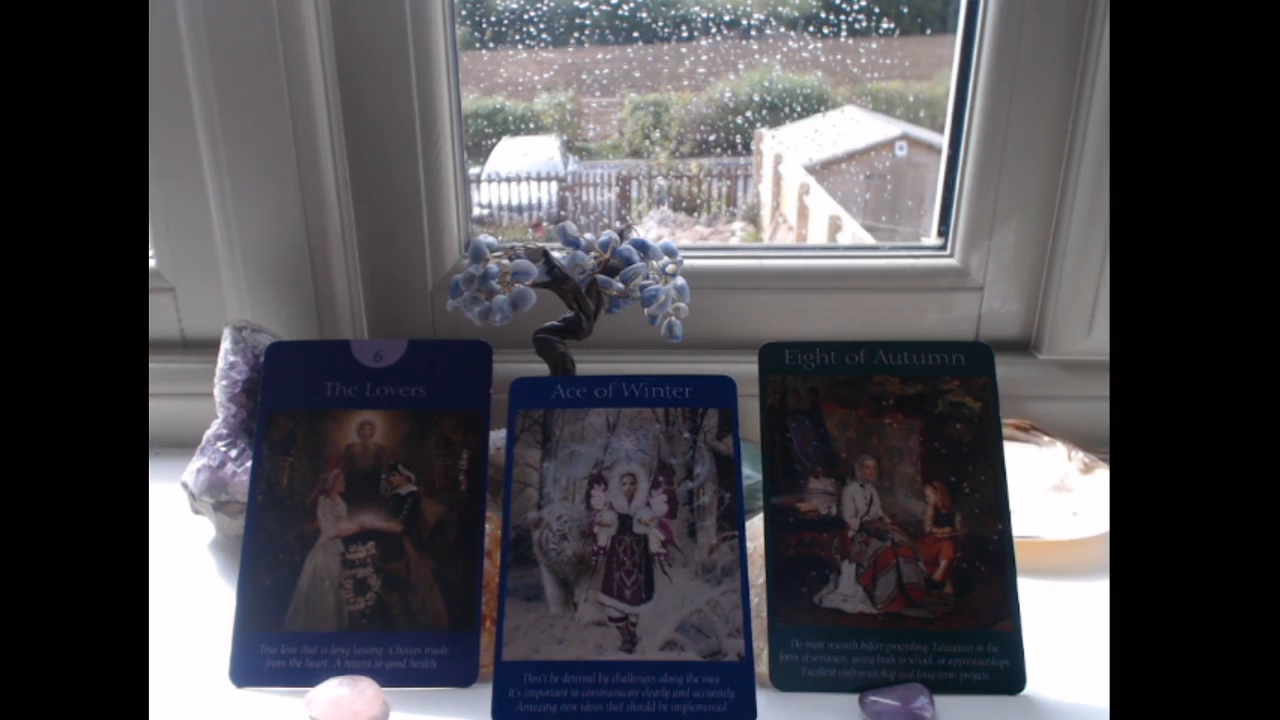 6
The Lovers
True love that is long lasting. Choices made
from the heart. A return to good health.
Ace of Winter
Don't be deterred by challenges along the way.
It's important to communicate clearly and accurately.
Amazing new ideas that should be implemented.
Eight of Autumn
Do more research before proceeding. Education in the
form of seminars, going back to school, or apprenticeships.
Excellent craftsmanship and long-term projects.